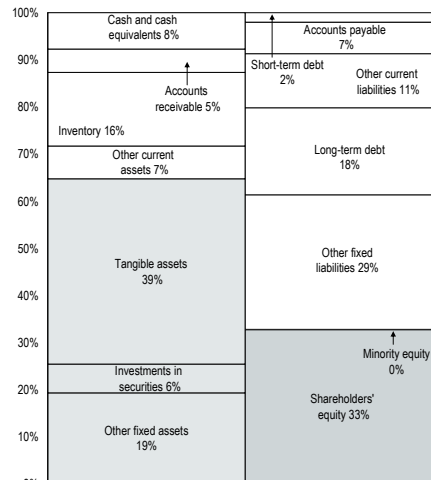 100%
90%
80%
70%
60%
50%
40%
30%
20%
10%
Cash and cash
equivalents 8%
Accounts
receivable 5%
Inventory 16%
Other current
assets 7%
Tangible assets
39%
Investments in
securities 6%
Other fixed assets
19%
Accounts payable
7%
Short-term debt
2%
Other current
liabilities 11%
Long-term debt
18%
Other fixed
liabilities 29%
Minority equity
0%
Shareholders'
equity 33%